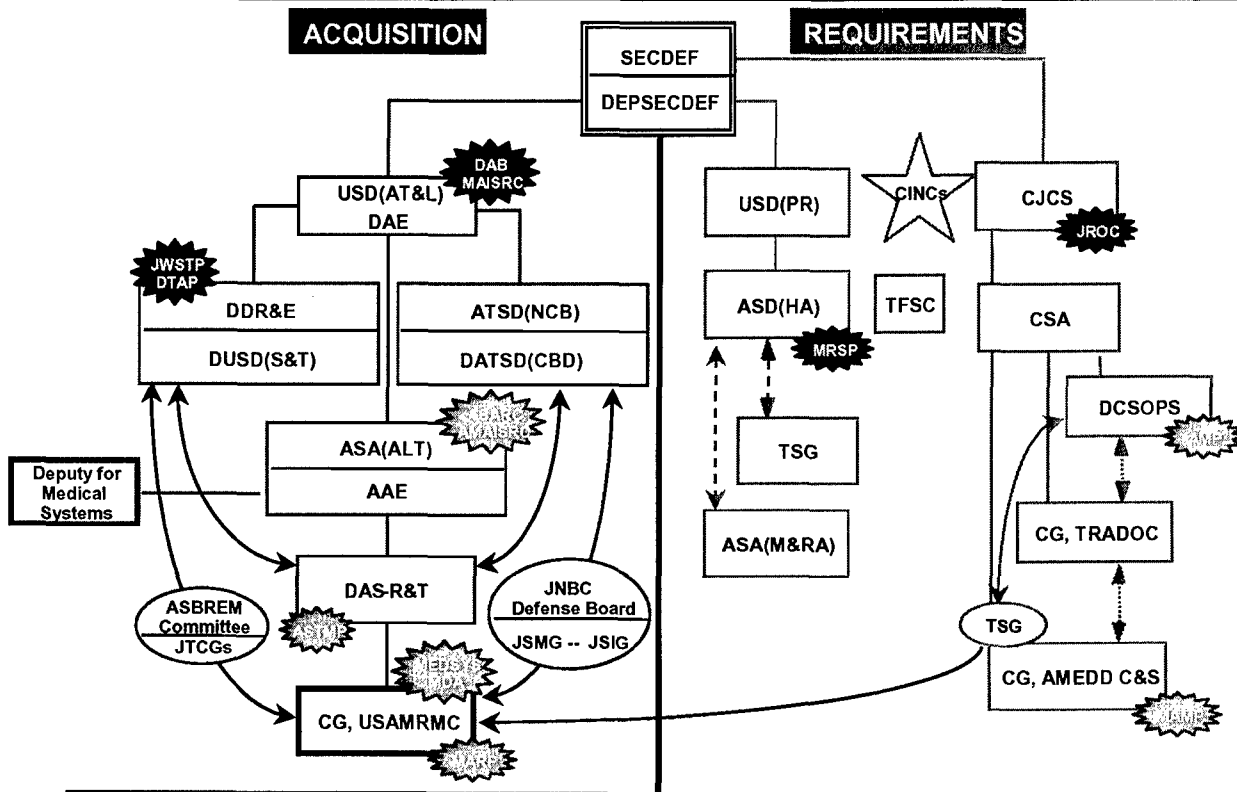 ACQUISITION
REQUIREMENTS
SECDEF
DEPSECDEF
DAB
MAISRC
USD(AT&L)
DAE
USD(PR)
CINCs
CJCS
JROC
JWSTP
DTAP
DDR&E
DUSD(S&T)
ATSD(NCB)
DATSD(CBD)
ASD(HA)
MRSP
TFSC
CSA
DCSOPS
ASA(ALT)
AAE
Deputy for
Medical
Systems
TSG
ASA(M&RA)
CG, TRADOC
DAS-R&T
ASTMP
ASBREM
Committee
JTCGs
JNBC
Defense Board
JSMG -- JSIG
TSG
CG, AMEDD C&S
CG, USAMRMC